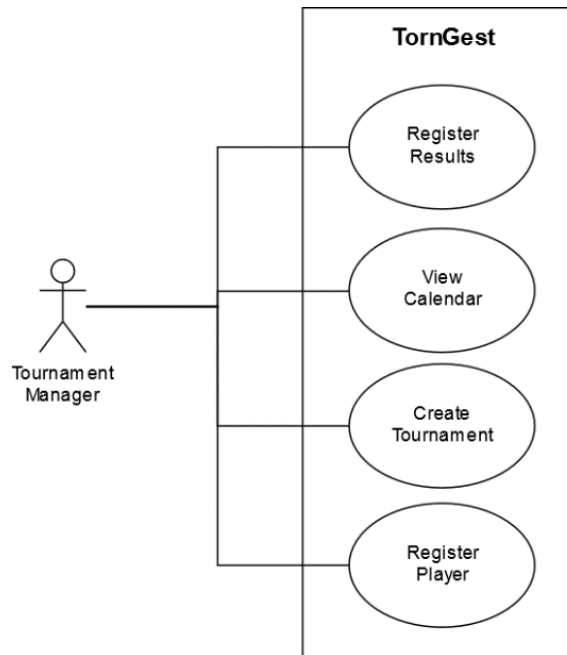 TornGest
Register
Results
View
Calendar
Tournament
Manager
Create
Tournament
Register
Player